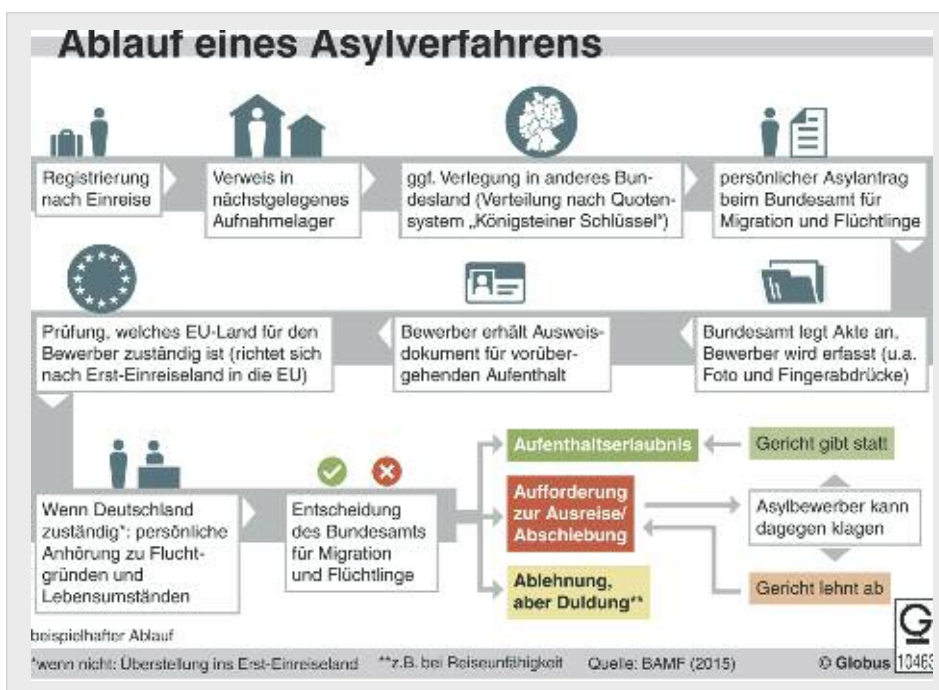 Ablauf eines Asylverfahrens
Registrierung
nach Einreise
Verweis in
nächstgelegenes
Aufnahmelager
ggf. Verlegung in anderes Bun-
desland (Verteilung nach Quoten-
system „Königsteiner Schlüssel“)
persönlicher Asylantrag
beim Bundesamt für
Migration und Flüchtlinge
Prüfung, welches EU-Land für den
Bewerber zuständig ist (richtet sich
nach Erst-Einreiseland in die EU)
Bewerber erhält Ausweis-
dokument für vorüber-
gehenden Aufenthalt
Bundesamt legt Akte an,
Bewerber wird erfasst (u.a.
Foto und Fingerabdrücke)
Wenn Deutschland
zuständig*: persönliche
Anhörung zu Flucht-
gründen und
Lebensumständen
Entscheidung
des Bundesamts
für Migration
und Flüchtlinge
Aufenthaltserlaubnis
Gericht gibt statt
Aufforderung
zur Ausreise/
Abschiebung
Asylbewerber kann
dagegen klagen
Ablehnung,
aber Duldung**
Gericht lehnt ab
beispielhafter Ablauf
*wenn nicht: Überstellung ins Erst-Einreiseland **z.B. bei Reiseunfähigkeit Quelle: BAMF (2015) © Globus 10463
G